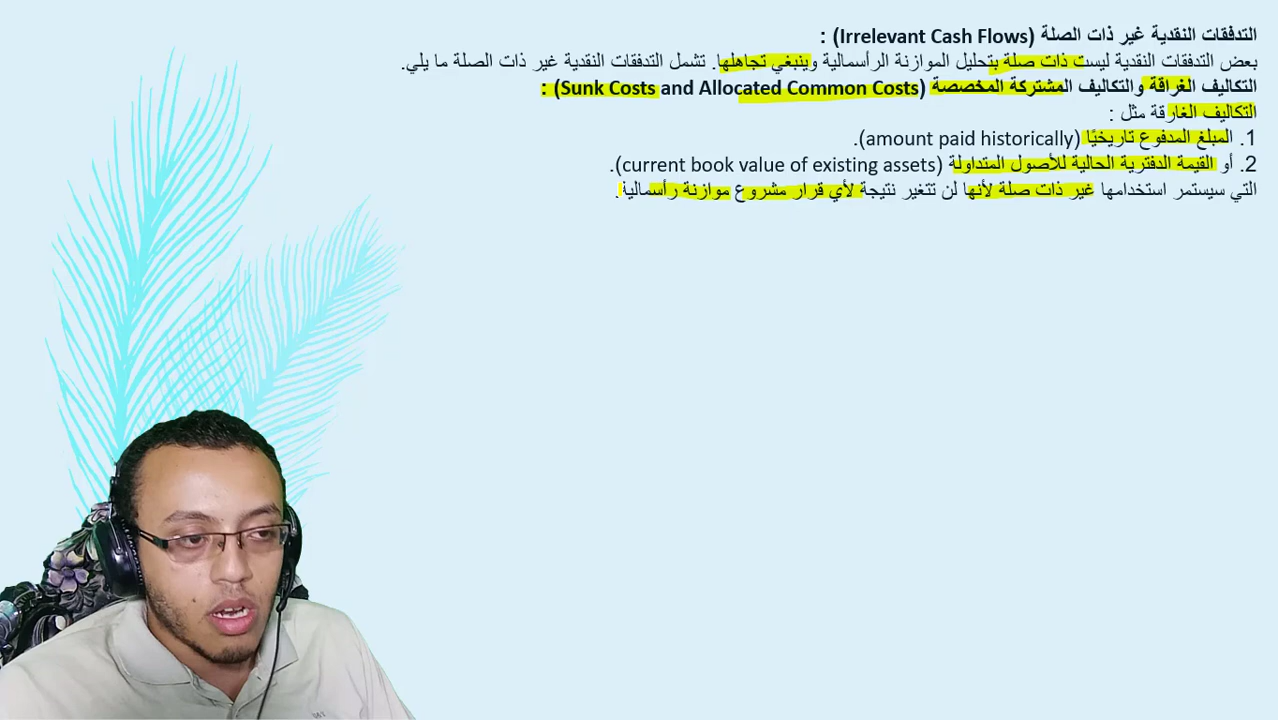 التدفقات النقدية غير ذات الصلة (Irrelevant Cash Flows) :
بعض التدفقات النقدية ليست ذات صلة بتحليل الموازنة الرأسمالية وينبغي تجاهلها. تشمل التدفقات النقدية غير ذات الصلة ما يلي.
التكاليف الغراقة والتكاليف المشتركة المخصصة (Sunk Costs and Allocated Common Costs) :
التكاليف الغارقة مثل :
1. المبلغ المدفوع تاريخيًا (amount paid historically).
2. أو القيمة الدفترية الحالية للأصول المتداولة (current book value of existing assets).
التي سيستمر استخدامها غير ذات صلة لأنها لن تتغير نتيجة لأي قرار مشروع موازنة رأسمالية.